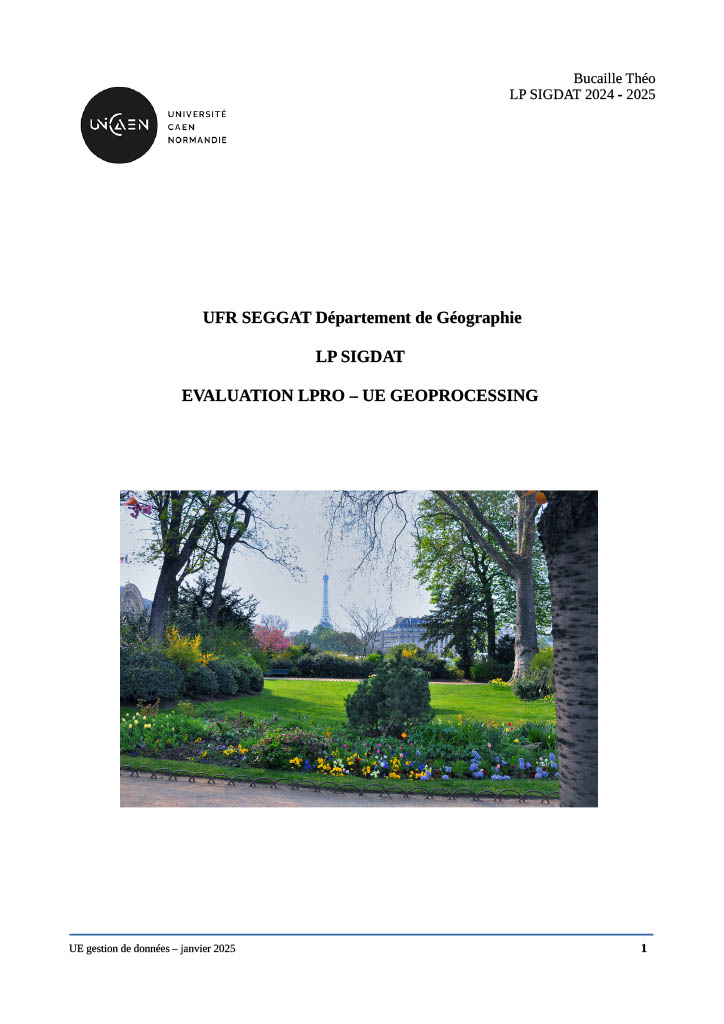 Bucaille Théo
LP SIGDAT 2024 - 2025
UNICAEN
UNIVERSITÉ
CAEN
NORMANDIE
UFR SEGGAT Département de Géographie
LP SIGDAT
EVALUATION LPRO – UE GEOPROCESSING
UE gestion de données – janvier 2025
1